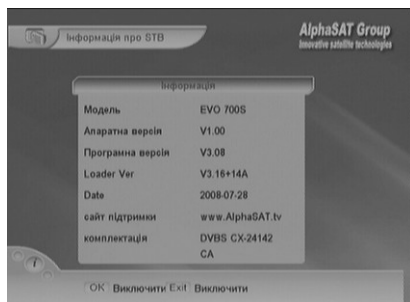 Інформація про STB
AlphaSAT Group
Innovative satellite technologies
Інформація
Модель EVO 700S
Апаратна версія V1.00
Програмна версія V3.08
Loader Ver V3.16+14A
Date 2008-07-28
сайт підтримки www.AlphaSAT.tv
комплектація DVBS CX-24142
CA
OK Виключити Exit Виключити